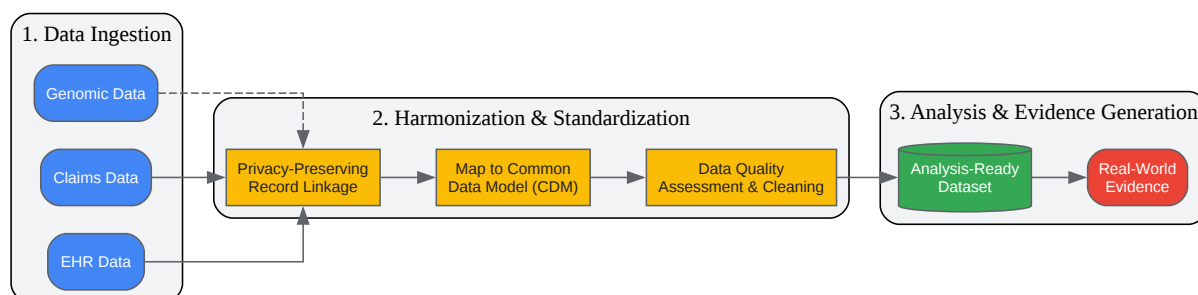 1. Data Ingestion
Genomic Data
Claims Data
EHR Data
2. Harmonization & Standardization
Privacy-Preserving
Record Linkage
Map to Common
Data Model (CDM)
Data Quality
Assessment & Cleaning
3. Analysis & Evidence Generation
Analysis-Ready
Dataset
Real-World
Evidence